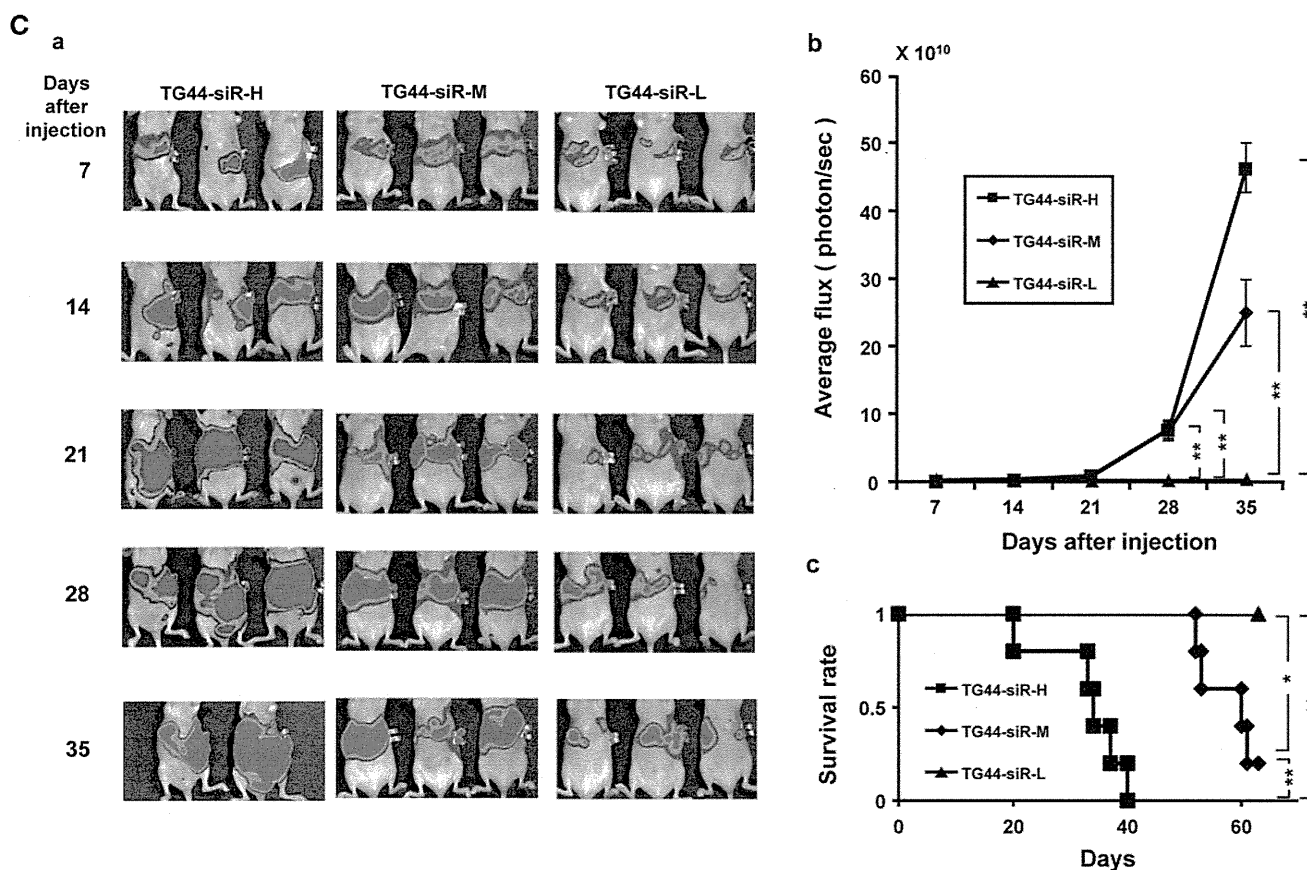 C
a
Days
after
injection
TG44-siR-H
TG44-siR-M
TG44-siR-L
7
14
21
28
35
b
X 10¹⁰
Average flux ( photon/sec)
60
50
40
30
20
10
0
TG44-siR-H
TG44-siR-M
TG44-siR-L
**
**
**
**
7
14
21
28
35
Days after injection
c
Survival rate
1
0.5
0
TG44-siR-H
TG44-siR-M
TG44-siR-L
*
**
0
20
40
60
Days